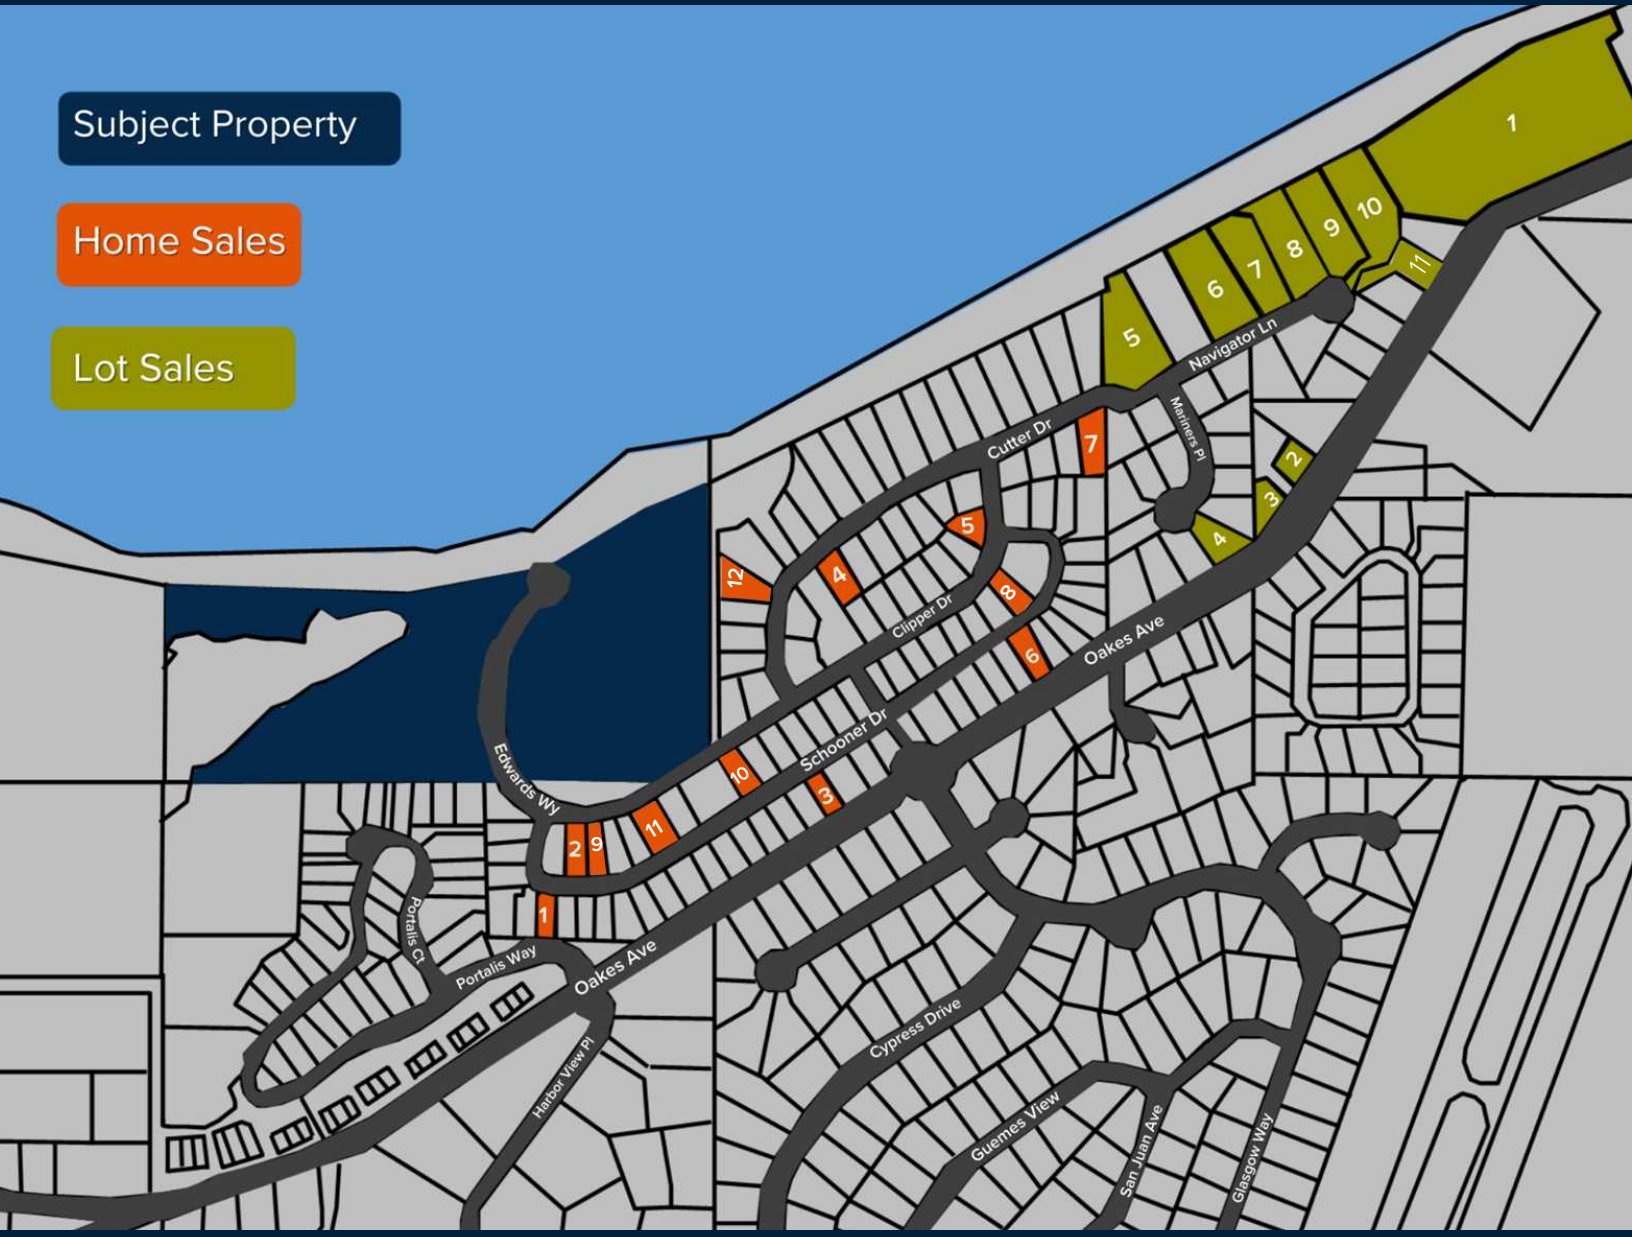 Subject Property
Home Sales
Lot Sales
1
10
9
8
7
6
11
5
Navigator Ln
Mariners Pl
Cutter Dr
7
2
3
4
5
4
12
8
Clipper Dr
6
Oakes Ave
Schooner Dr
10
3
Edwards Wy
11
2
9
1
Portalis Ct
Portalis Way
Oakes Ave
Harbor View Pl
Cypress Drive
Guemes View
San Juan Ave
Glasgow Way